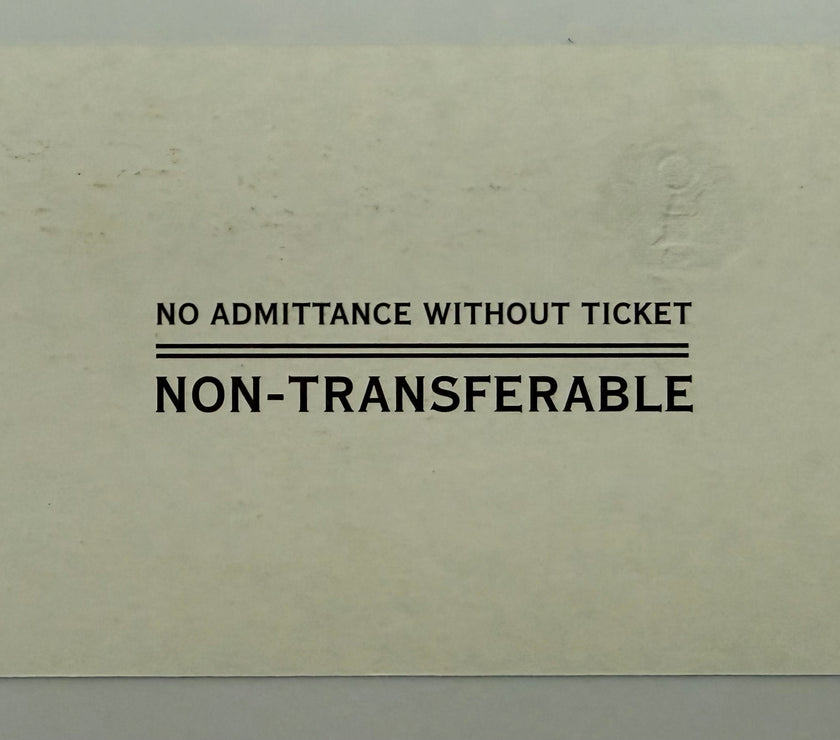 NO ADMITTANCE WITHOUT TICKET
NON-TRANSFERABLE